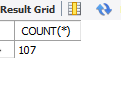 Result Grid
COUNT(*)
107